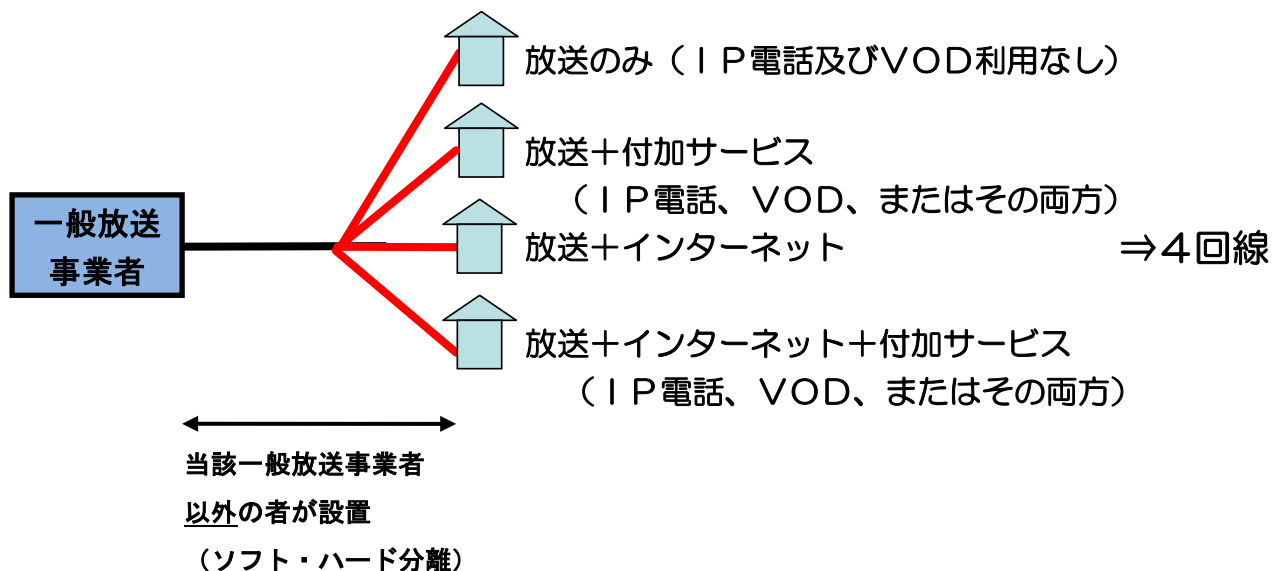 放送のみ（ＩＰ電話及びＶＯＤ利用なし）
放送＋付加サービス
（ＩＰ電話、ＶＯＤ、またはその両方）
一般放送
事業者
放送＋インターネット
⇒４回線
放送＋インターネット＋付加サービス
（ＩＰ電話、ＶＯＤ、またはその両方）
当該一般放送事業者
以外の者が設置
（ソフト・ハード分離）